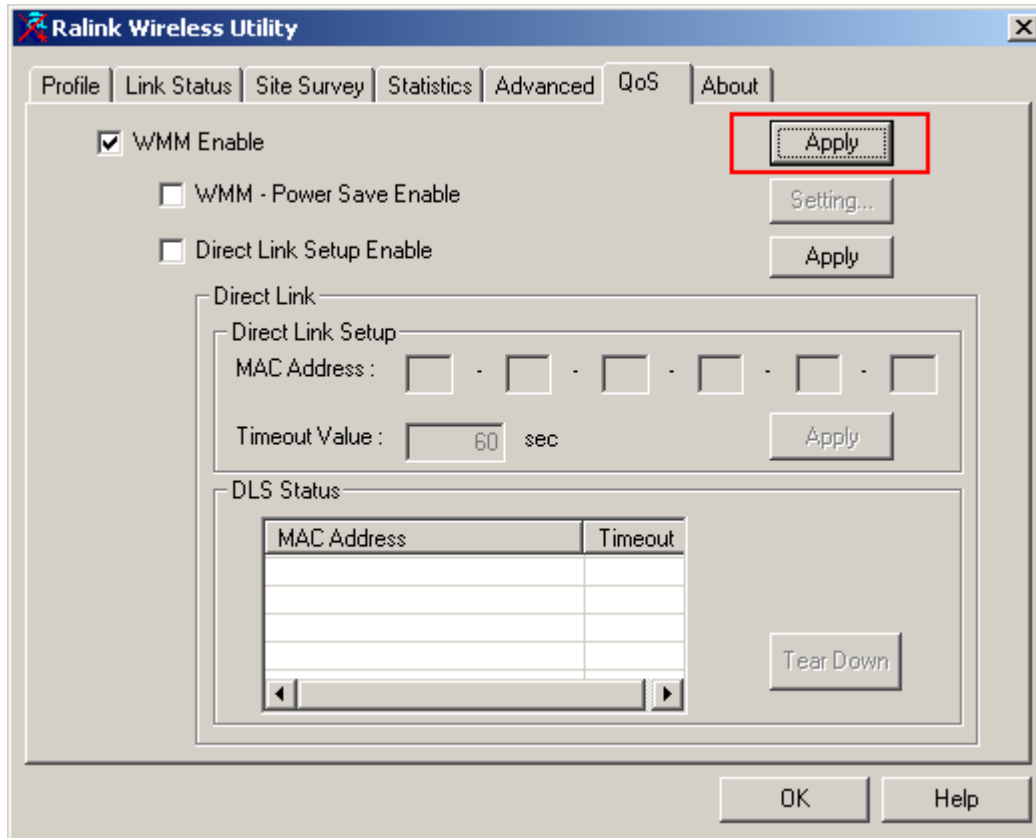 Ralink Wireless Utility
Profile Link Status Site Survey Statistics Advanced QoS About
WMM Enable Apply
WMM - Power Save Enable Setting...
Direct Link Setup Enable Apply
Direct Link
Direct Link Setup
MAC Address : - - - - -
Timeout Value : 60 sec Apply
DLS Status
MAC Address Timeout
Tear Down
OK Help